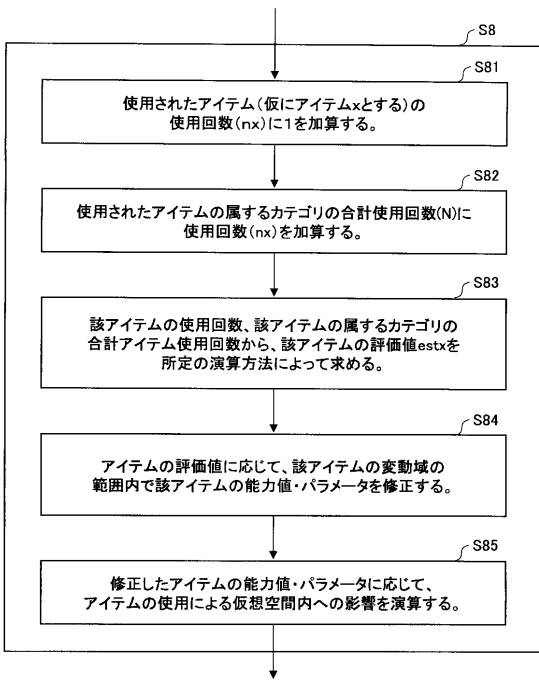 S8
S81
使用されたアイテム(仮にアイテムxとする)の
使用回数(nx)に1を加算する。
S82
使用されたアイテムの属するカテゴリの合計使用回数(N)に
使用回数(nx)を加算する。
S83
該アイテムの使用回数、該アイテムの属するカテゴリの
合計アイテム使用回数から、該アイテムの評価値estxを
所定の演算方法によって求める。
S84
アイテムの評価値に応じて、該アイテムの変動域の
範囲内で該アイテムの能力値・パラメータを修正する。
S85
修正したアイテムの能力値・パラメータに応じて、
アイテムの使用による仮想空間内への影響を演算する。